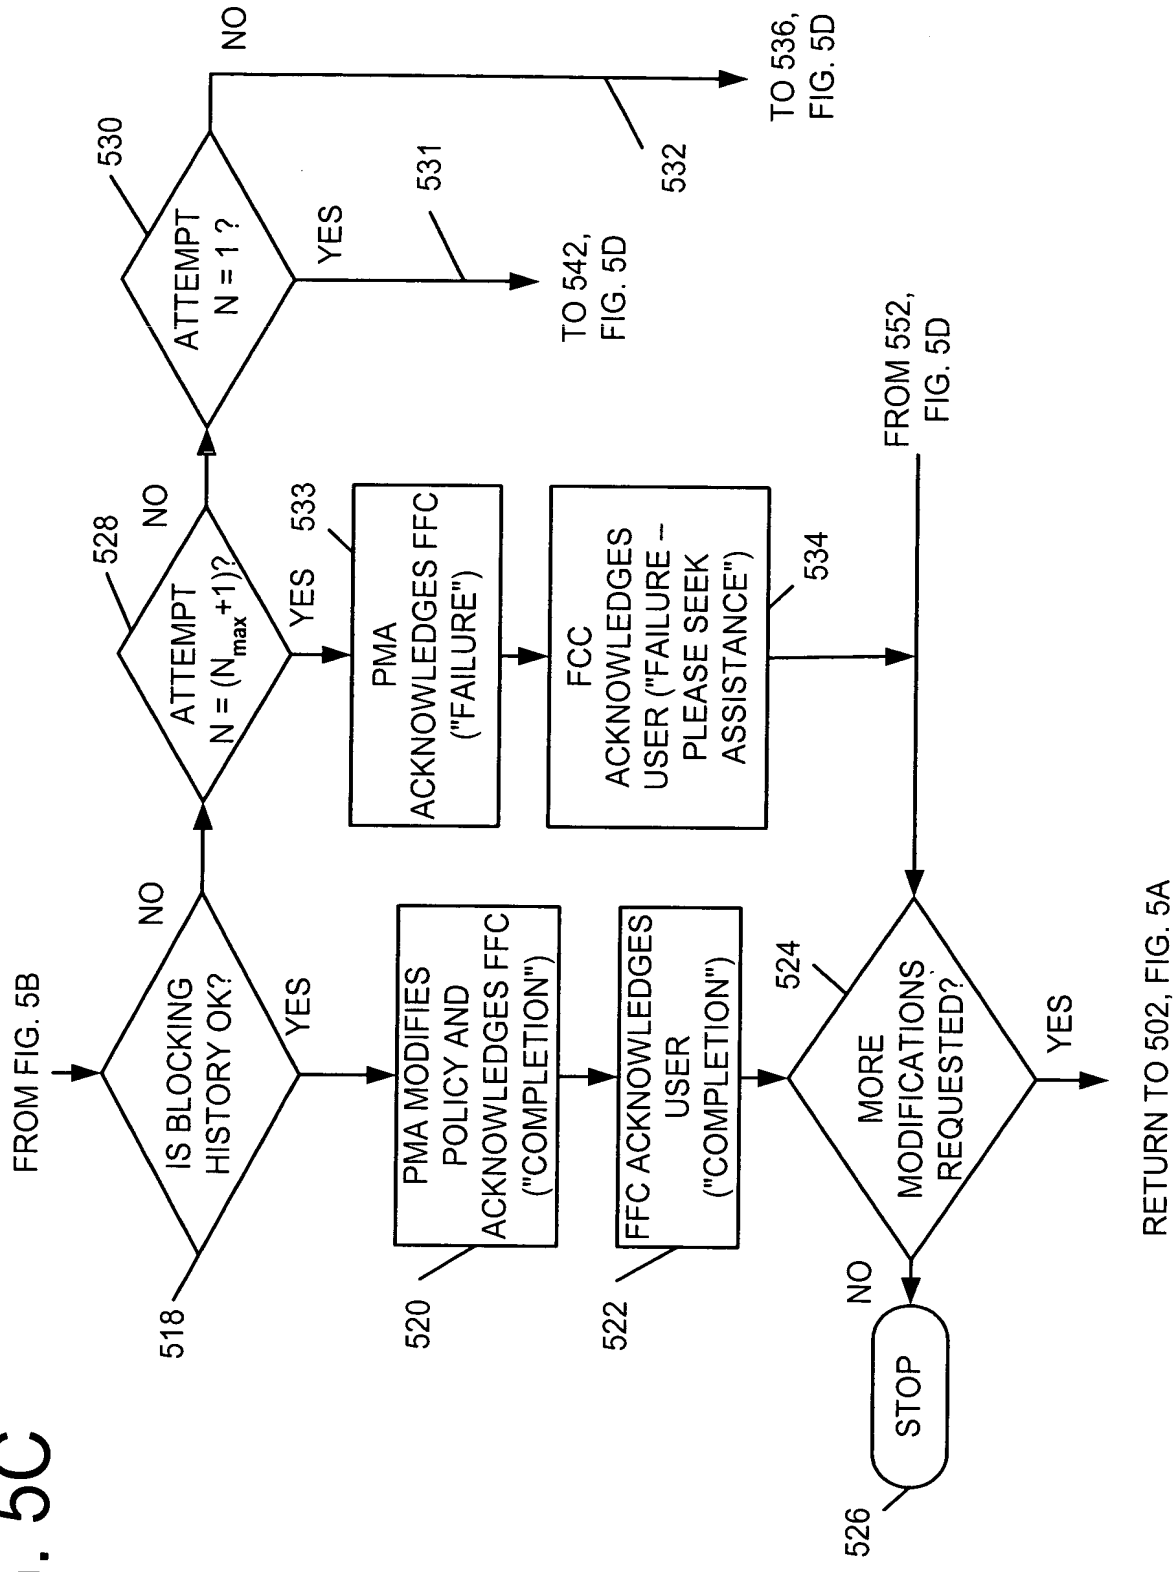 5C
FROM FIG. 5B
518
IS BLOCKING
HISTORY OK?
NO
YES
528
ATTEMPT
N = (Nmax+1)?
NO
YES
530
ATTEMPT
N = 1 ?
NO
YES
531
TO 542,
FIG. 5D
532
TO 536,
FIG. 5D
520
PMA MODIFIES
POLICY AND
ACKNOWLEDGES FFC
("COMPLETION")
533
PMA
ACKNOWLEDGES FFC
("FAILURE")
522
FFC ACKNOWLEDGES
USER
("COMPLETION")
534
FCC
ACKNOWLEDGES
USER ("FAILURE –
PLEASE SEEK
ASSISTANCE")
FROM 552,
FIG. 5D
524
MORE
MODIFICATIONS
REQUESTED?
NO
YES
526
STOP
RETURN TO 502, FIG. 5A